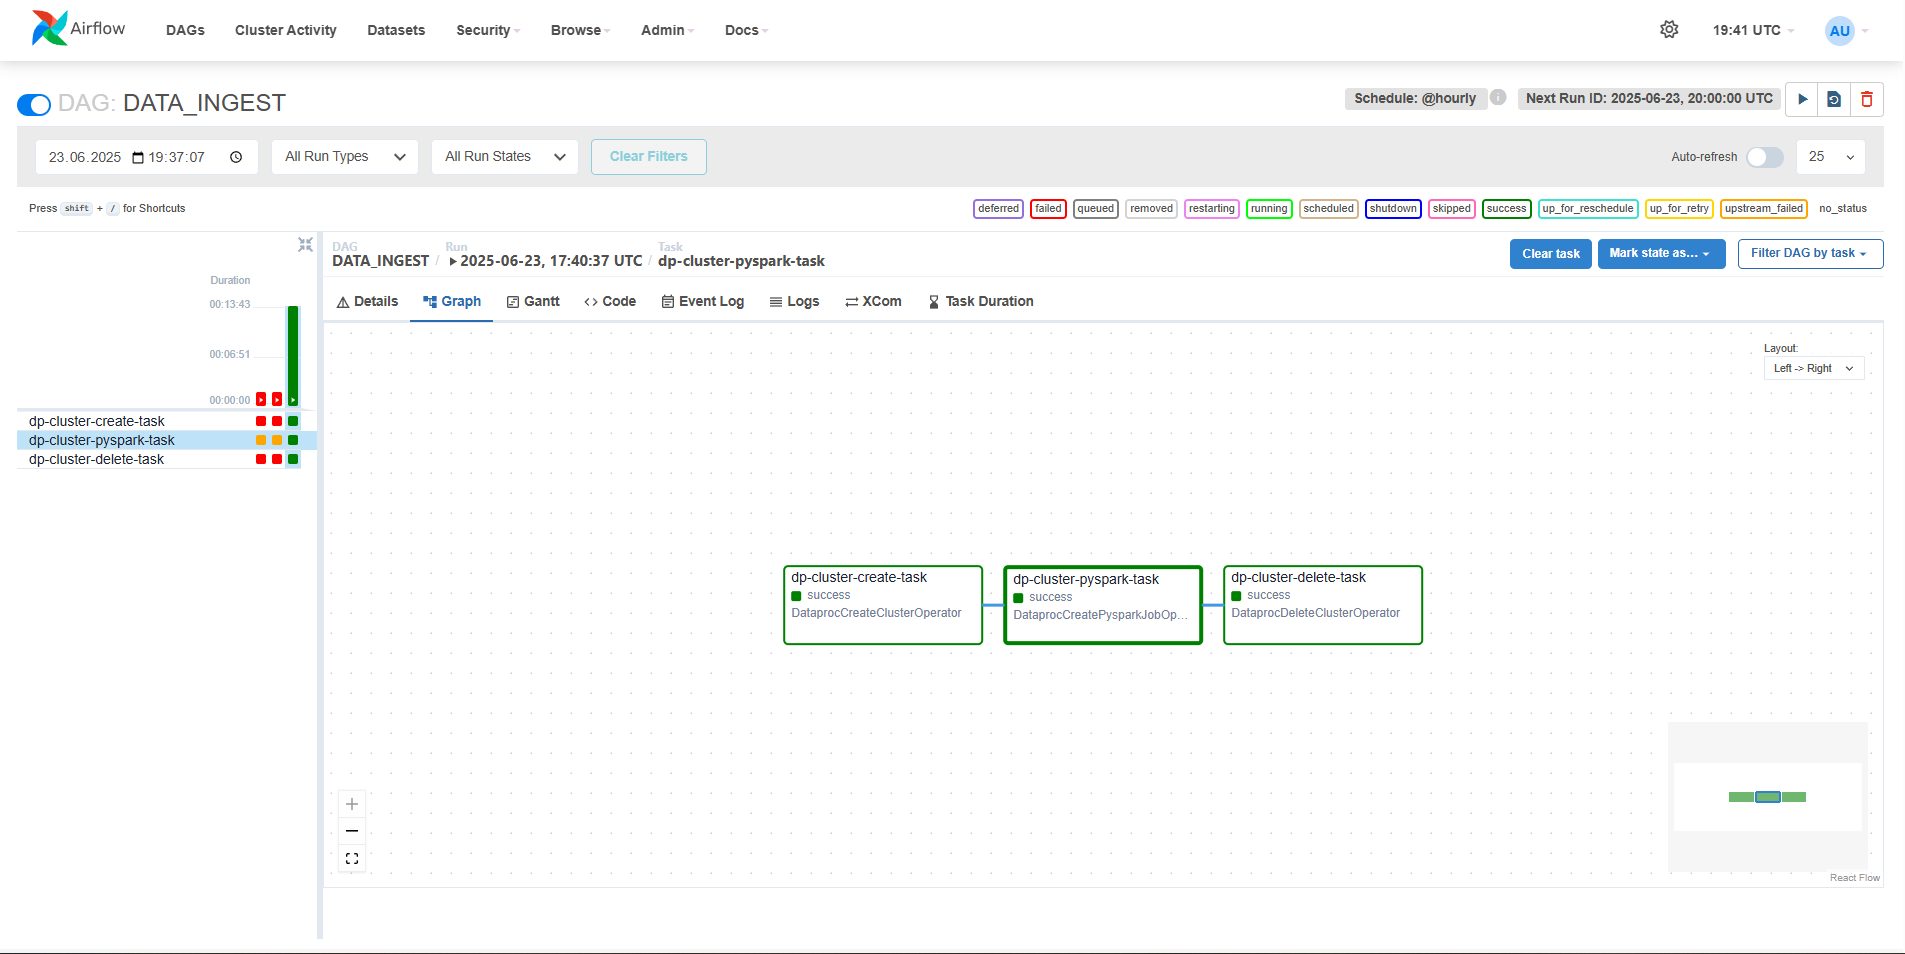 Airflow
DAGs
Cluster Activity
Datasets
Security
Browse
Admin
Docs
19:41 UTC
AU
DAG: DATA_INGEST
Schedule: @hourly
Next Run ID: 2025-06-23, 20:00:00 UTC
23.06.2025 19:37:07
All Run Types
All Run States
Clear Filters
Auto-refresh
25
Press shift + / for Shortcuts
deferred
failed
queued
removed
restarting
running
scheduled
shutdown
skipped
success
up_for_reschedule
up_for_retry
upstream_failed
no_status
Duration
00:13:43
00:06:51
00:00:00
dp-cluster-create-task
dp-cluster-pyspark-task
dp-cluster-delete-task
DAG
DATA_INGEST
/
Run
2025-06-23, 17:40:37 UTC
/
Task
dp-cluster-pyspark-task
Clear task
Mark state as...
Filter DAG by task
Details
Graph
Gantt
Code
Event Log
Logs
XCom
Task Duration
Layout:
Left -> Right
dp-cluster-create-task
success
DataprocCreateClusterOperator
dp-cluster-pyspark-task
success
DataprocCreatePysparkJobOp...
dp-cluster-delete-task
success
DataprocDeleteClusterOperator
React Flow